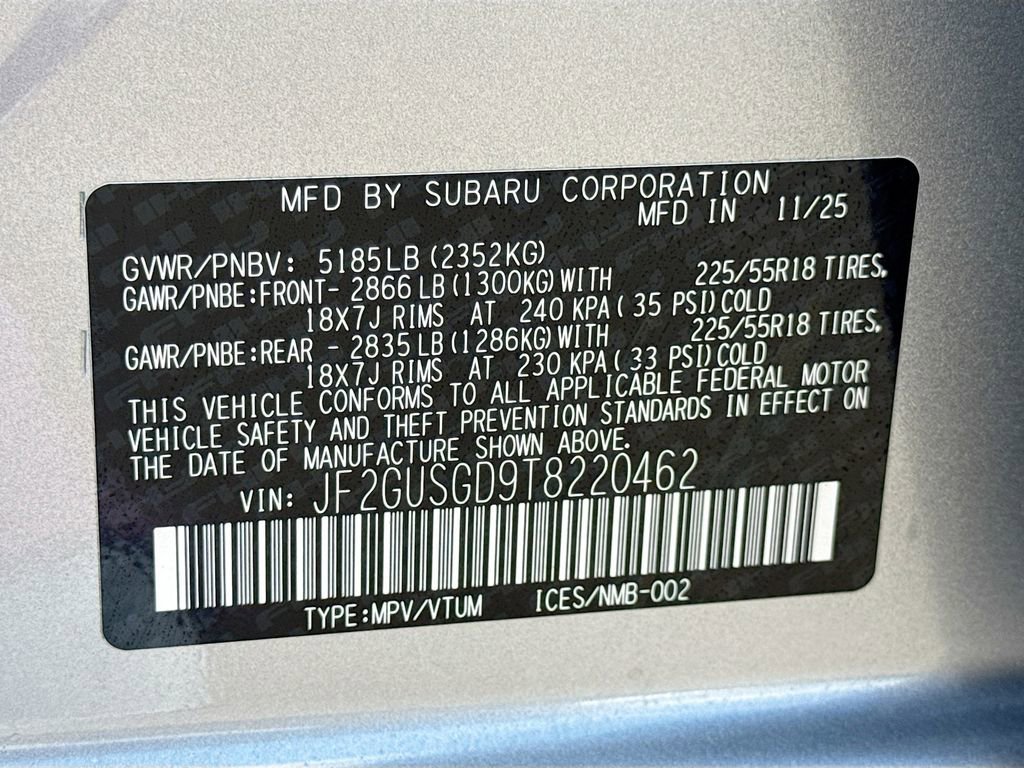 MFD BY SUBARU CORPORATION
MFD IN 11/25
GVWR/PNBV: 5185LB (2352KG)
GAWR/PNBE:FRONT- 2866 LB (1300KG) WITH 225/55R18 TIRES,
18X7J RIMS AT 240 KPA ( 35 PSI) COLD
GAWR/PNBE:REAR - 2835 LB (1286KG) WITH 225/55R18 TIRES,
18X7J RIMS AT 230 KPA ( 33 PSI) COLD
THIS VEHICLE CONFORMS TO ALL APPLICABLE FEDERAL MOTOR
VEHICLE SAFETY AND THEFT PREVENTION STANDARDS IN EFFECT ON
THE DATE OF MANUFACTURE SHOWN ABOVE.
VIN: JF2GUSGD9T8220462
TYPE:MPV/VTUM ICES/NMB-002